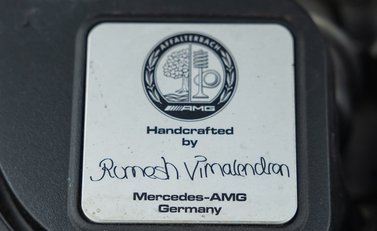 AFFALTERBACH
AMG
Handcrafted
by
Rumesh Vimalendran
Mercedes-AMG
Germany